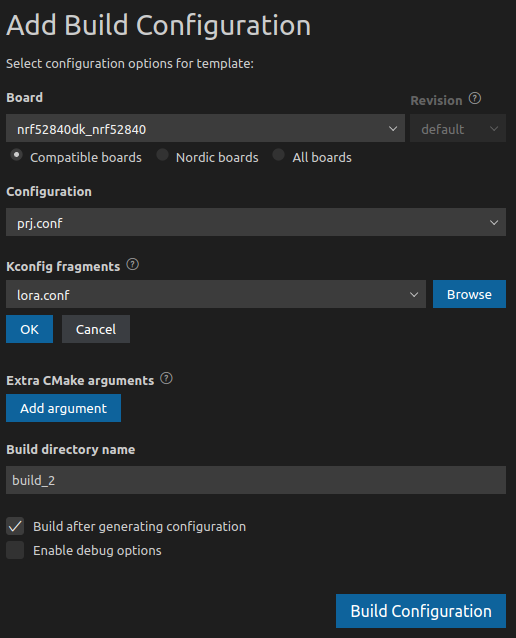 Add Build Configuration
Select configuration options for template:
Board
Revision
nrf52840dk_nrf52840
default
Compatible boards
Nordic boards
All boards
Configuration
prj.conf
Kconfig fragments
lora.conf
Browse
OK
Cancel
Extra CMake arguments
Add argument
Build directory name
build_2
Build after generating configuration
Enable debug options
Build Configuration